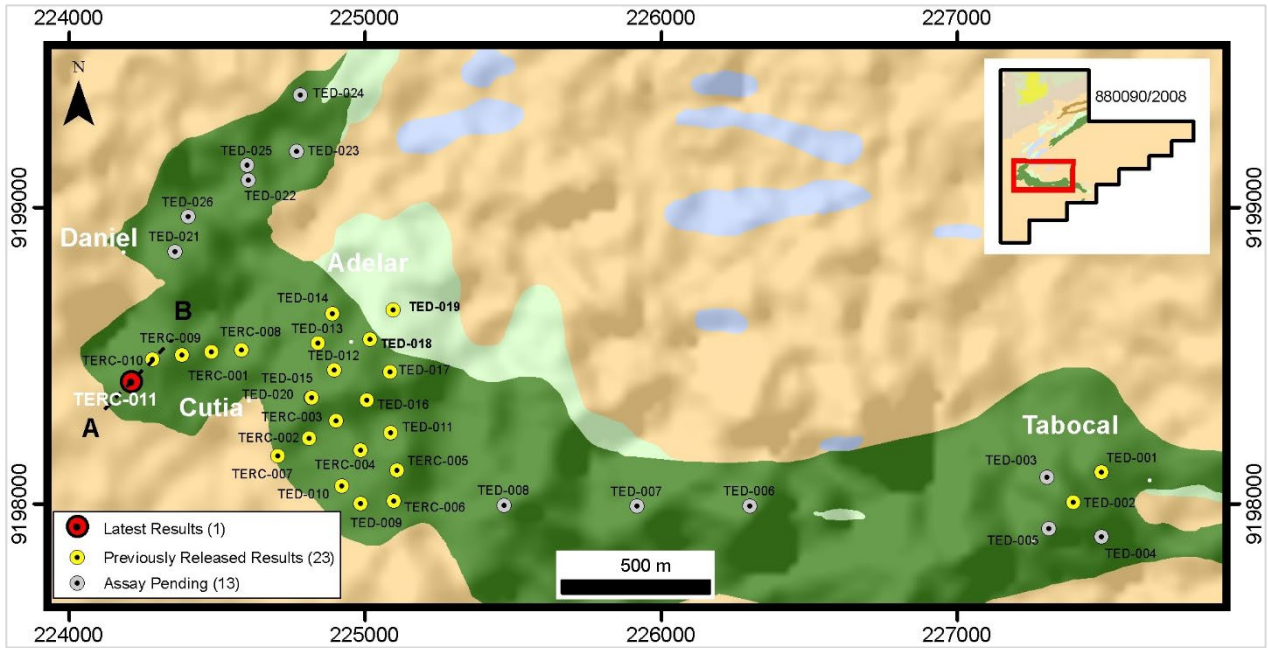 224000 225000 226000 227000
N
880090/2008
TED-024
TED-025 TED-023
TED-022
TED-026
9199000 9199000
Daniel TED-021
Adelar
TED-014 TED-019
B
TED-013
TERC-009 TERC-008 TED-018
TERC-010 TED-012
TERC-001 TED-015 TED-017
TERC-011 Cutia TED-020 TED-016
A
TERC-003 TED-011
TERC-002
TERC-004 TERC-005
TERC-007
TED-010 TERC-006
TED-009
Tabocal
TED-003 TED-001
TED-008 TED-007 TED-006 TED-002
9198000 9198000
TED-005 TED-004
Latest Results (1)
Previously Released Results (23)
Assay Pending (13)
500 m
224000 225000 226000 227000